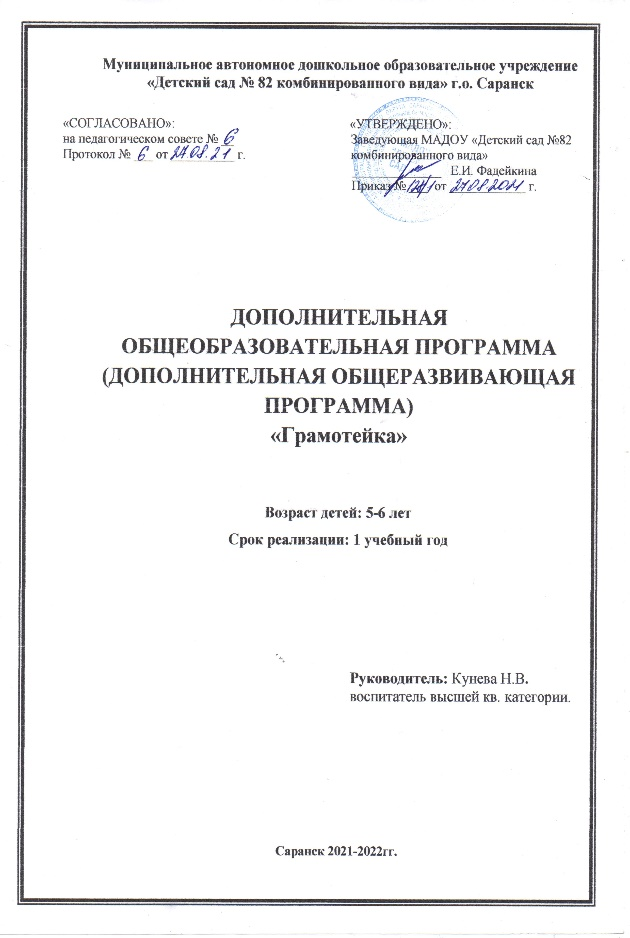 Муниципальное автономное дошкольное образовательное учреждение
«Детский сад № 82 комбинированного вида» г.о. Саранск
«СОГЛАСОВАНО»:
на педагогическом совете № 6
Протокол № 6 от 27.08.21 г.
«УТВЕРЖДЕНО»:
Заведующая МАДОУ «Детский сад №82
комбинированного вида»
Е.И. Фадейкина
Приказ № от 27.08.2021 г.
ДОПОЛНИТЕЛЬНАЯ
ОБЩЕОБРАЗОВАТЕЛЬНАЯ ПРОГРАММА
(ДОПОЛНИТЕЛЬНАЯ ОБЩЕРАЗВИВАЮЩАЯ
ПРОГРАММА)
«Грамотейка»
Возраст детей: 5-6 лет
Срок реализации: 1 учебный год
Руководитель: Кунева Н.В.
воспитатель высшей кв. категории.
Саранск 2021-2022гг.